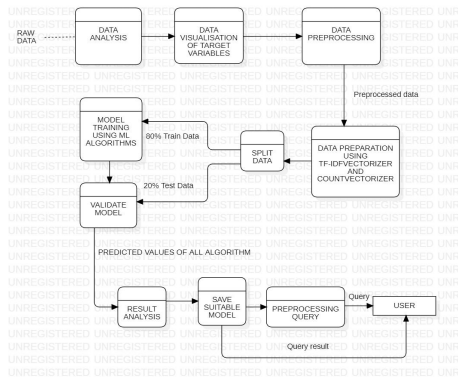 RAW
DATA
DATA
ANALYSIS
DATA
VISUALISATION
OF TARGET
VARIABLES
DATA
PREPROCESSING
Preprocessed data
MODEL
TRAINING
USING ML
ALGORITHMS
80% Train Data
SPLIT
DATA
DATA PREPARATION
USING
TF-IDFVECTORIZER
AND
COUNTVECTORIZER
20% Test Data
VALIDATE
MODEL
PREDICTED VALUES OF ALL ALGORITHM
RESULT
ANALYSIS
SAVE
SUITABLE
MODEL
PREPROCESSING
QUERY
Query
USER
Query result
UNREGISTERED